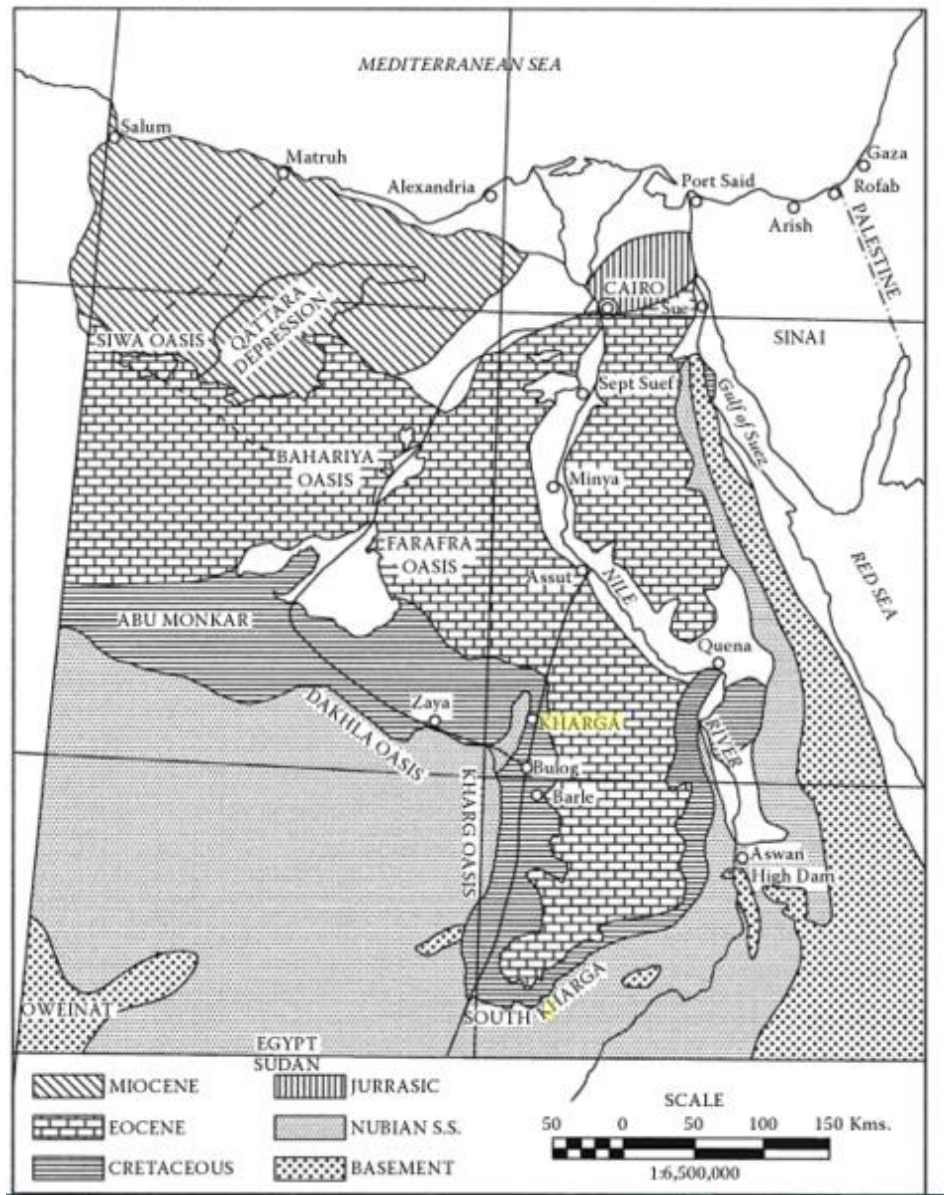 MEDITERRANEAN SEA
Salum
Matruh
Alexandria
Port Said
Gaza
Rofab
Arish
PALESTINE
CAIRO
Sue
SINAI
SIWA OASIS
QATTARA
DEPRESSION
Sept Suef
Gulf of Suez
BAHARIYA
OASIS
Minya
FARAFRA
OASIS
Assut
NILE
RED SEA
ABU MONKAR
Quena
Zaya
KHARGA
DAKHLA OASIS
RIVER
Bulog
KHARG OASIS
Barle
Aswan
High Dam
OWEINAT
SOUTH KHARGA
EGYPT
SUDAN
MIOCENE
JURRASIC
EOCENE
NUBIAN S.S.
CRETACEOUS
BASEMENT
SCALE
50 0 50 100 150 Kms.
1:6,500,000